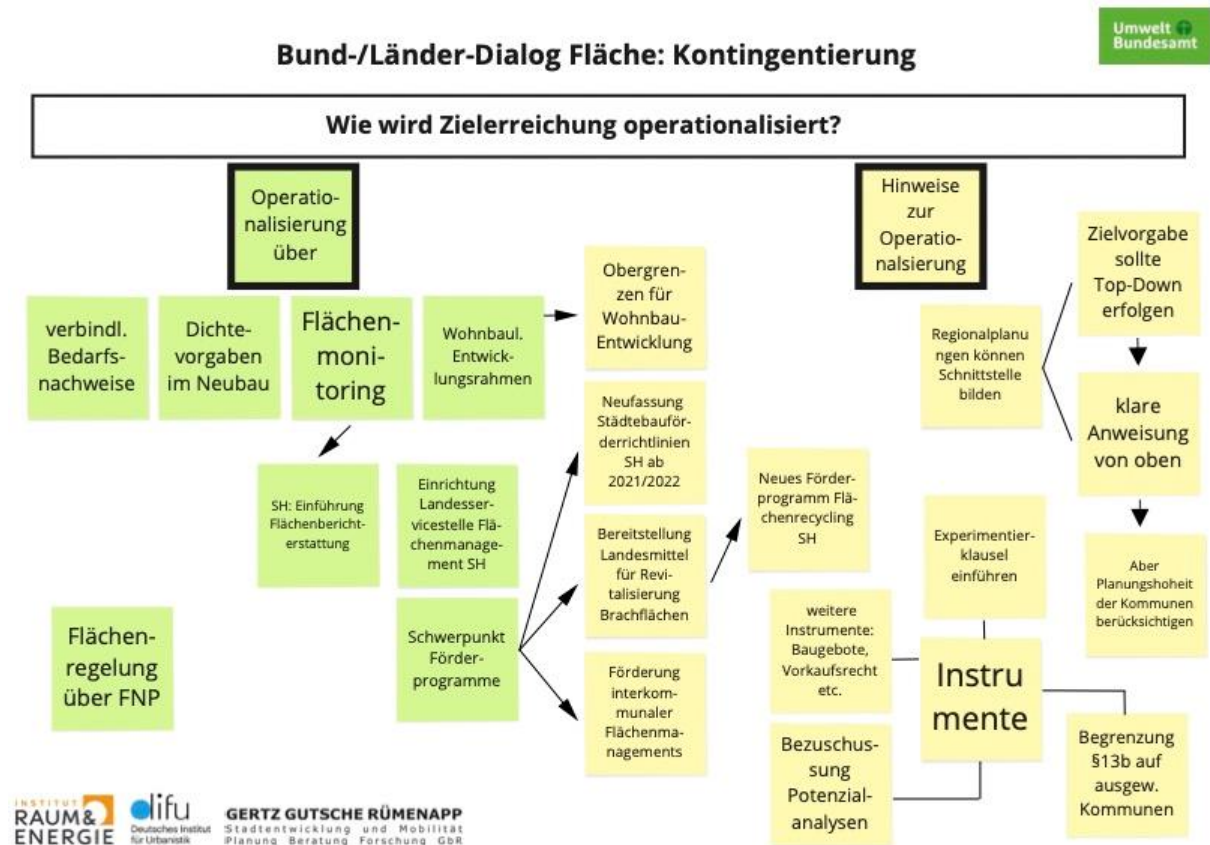 Umwelt
Bundesamt
Bund-/Länder-Dialog Fläche: Kontingentierung
Wie wird Zielerreichung operationalisiert?
Operatio-
nalisierung
über
verbindl.
Bedarfs-
nachweise
Dichte-
vorgaben
im Neubau
Flächen-
moni-
toring
Wohnbaul.
Entwick-
lungsrahmen
Obergren-
zen für
Wohnbau-
Entwicklung
SH: Einführung
Flächenbericht-
erstattung
Einrichtung
Landesser-
vicestelle Flä-
chenmanage-
ment SH
Neufassung
Städtebauför-
derrichtlinien
SH ab
2021/2022
Flächen-
regelung
über FNP
Schwerpunkt
Förder-
programme
Bereitstellung
Landesmittel
für Revi-
talisierung
Brachflächen
Neues Förder-
programm Flä-
chenrecycling
SH
Förderung
interkom-
munaler
Flächenma-
nagements
Hinweise
zur
Operatio-
nalsierung
Zielvorgabe
sollte
Top-Down
erfolgen
Regionalplanu
ngen können
Schnittstelle
bilden
klare
Anweisung
von oben
Aber
Planungshoheit
der Kommunen
berücksichtigen
Experimentier-
klausel
einführen
weitere
Instrumente:
Baugebote,
Vorkaufsrecht
etc.
Instru
mente
Bezuschus-
sung
Potenzial-
analysen
Begrenzung
§13b auf
ausgew.
Kommunen
INSTITUT
RAUM&
ENERGIE
difu
Deutsches Institut
für Urbanistik
GERTZ GUTSCHE RÜMENAPP
Stadtentwicklung und Mobilität
Planung Beratung Forschung GbR